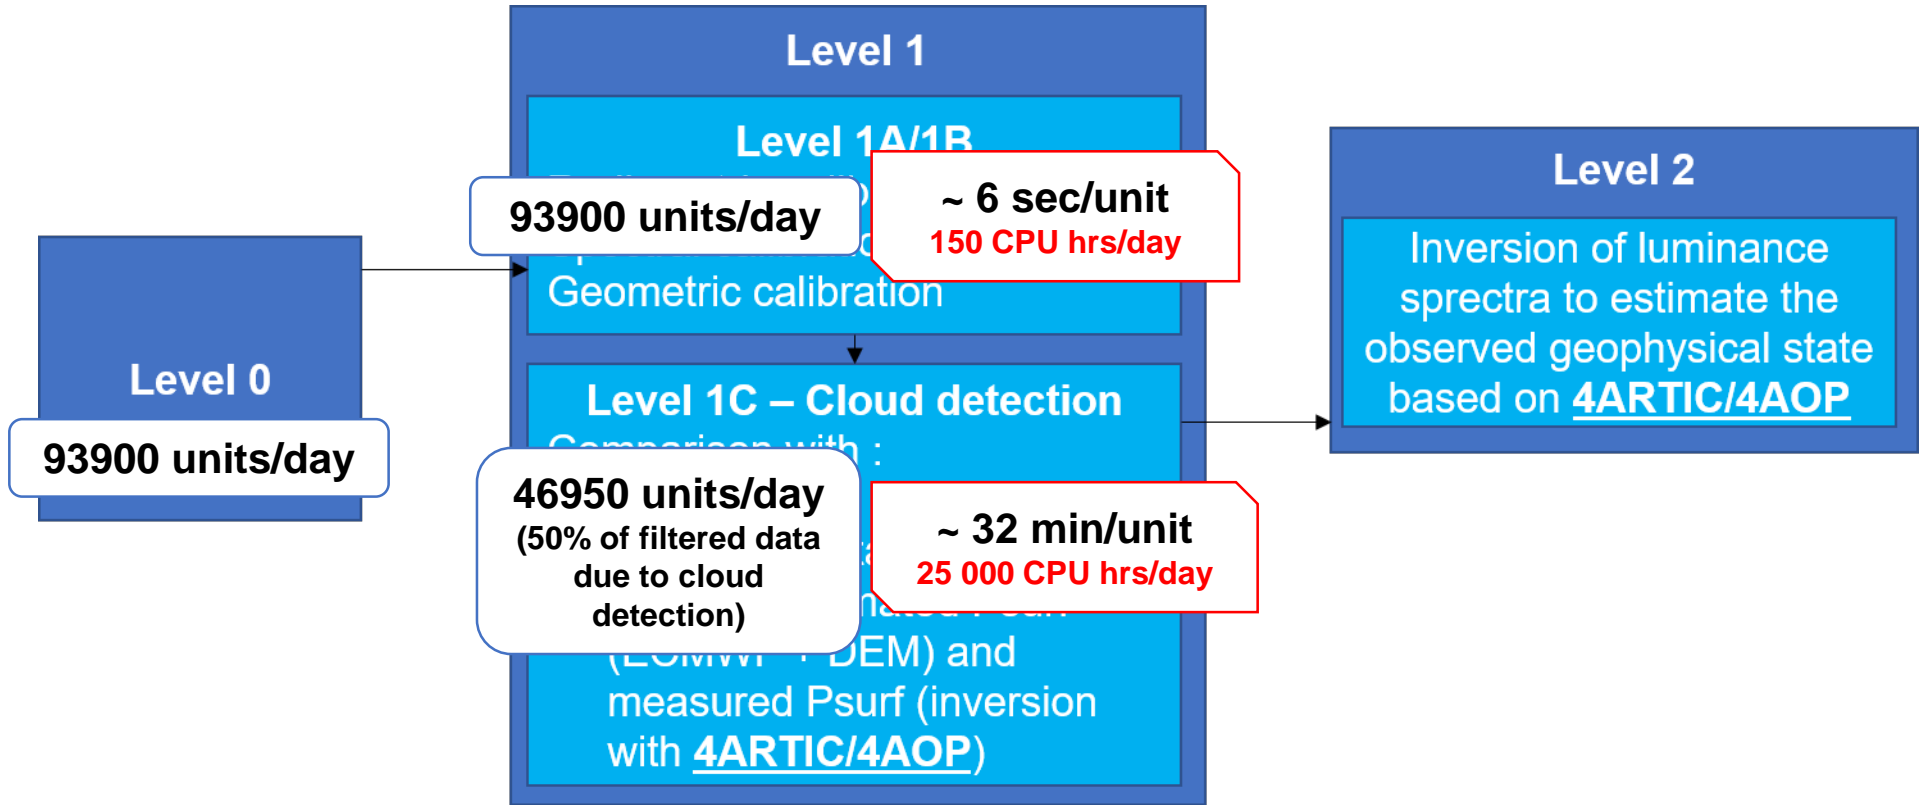 Level 1
Level 1A/1B
93900 units/day
~ 6 sec/unit
150 CPU hrs/day
Geometric calibration
Level 0
93900 units/day
Level 1C – Cloud detection
Comparison with :
46950 units/day
(50% of filtered data
due to cloud
detection)
~ 32 min/unit
25 000 CPU hrs/day
(ECMWF + DEM) and
measured Psurf (inversion
with 4ARTIC/4AOP)
Level 2
Inversion of luminance
sprectra to estimate the
observed geophysical state
based on 4ARTIC/4AOP